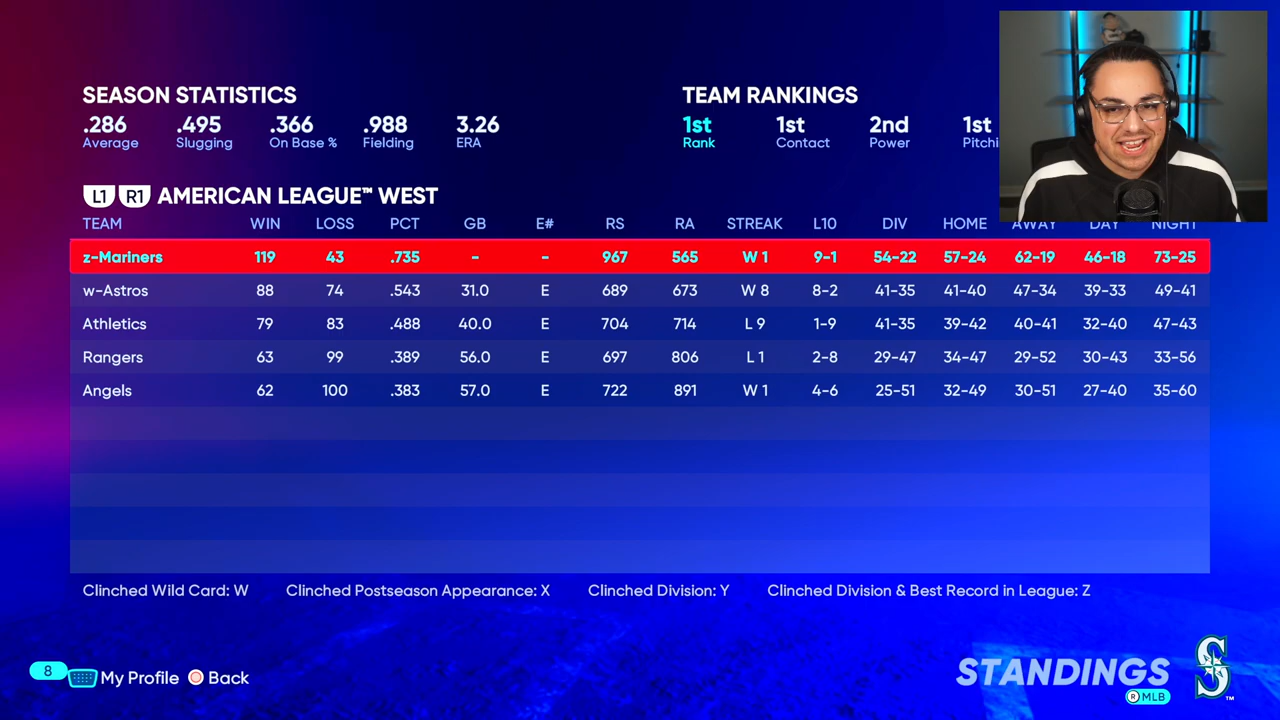 SEASON STATISTICS
.286 .495 .366 .988 3.26
Average Slugging On Base % Fielding ERA
TEAM RANKINGS
1st 1st 2nd 1st
Rank Contact Power Pitchi
L1 R1 AMERICAN LEAGUE™ WEST
TEAM WIN LOSS PCT GB E# RS RA STREAK L10 DIV HOME AWAY DAY NIGHT
z-Mariners 119 43 .735 - - 967 565 W 1 9-1 54-22 57-24 62-19 46-18 73-25
w-Astros 88 74 .543 31.0 E 689 673 W 8 8-2 41-35 41-40 47-34 39-33 49-41
Athletics 79 83 .488 40.0 E 704 714 L 9 1-9 41-35 39-42 40-41 32-40 47-43
Rangers 63 99 .389 56.0 E 697 806 L 1 2-8 29-47 34-47 29-52 30-43 33-56
Angels 62 100 .383 57.0 E 722 891 W 1 4-6 25-51 32-49 30-51 27-40 35-60
Clinched Wild Card: W Clinched Postseason Appearance: X Clinched Division: Y Clinched Division & Best Record in League: Z
8 My Profile Back
STANDINGS
R MLB
S™